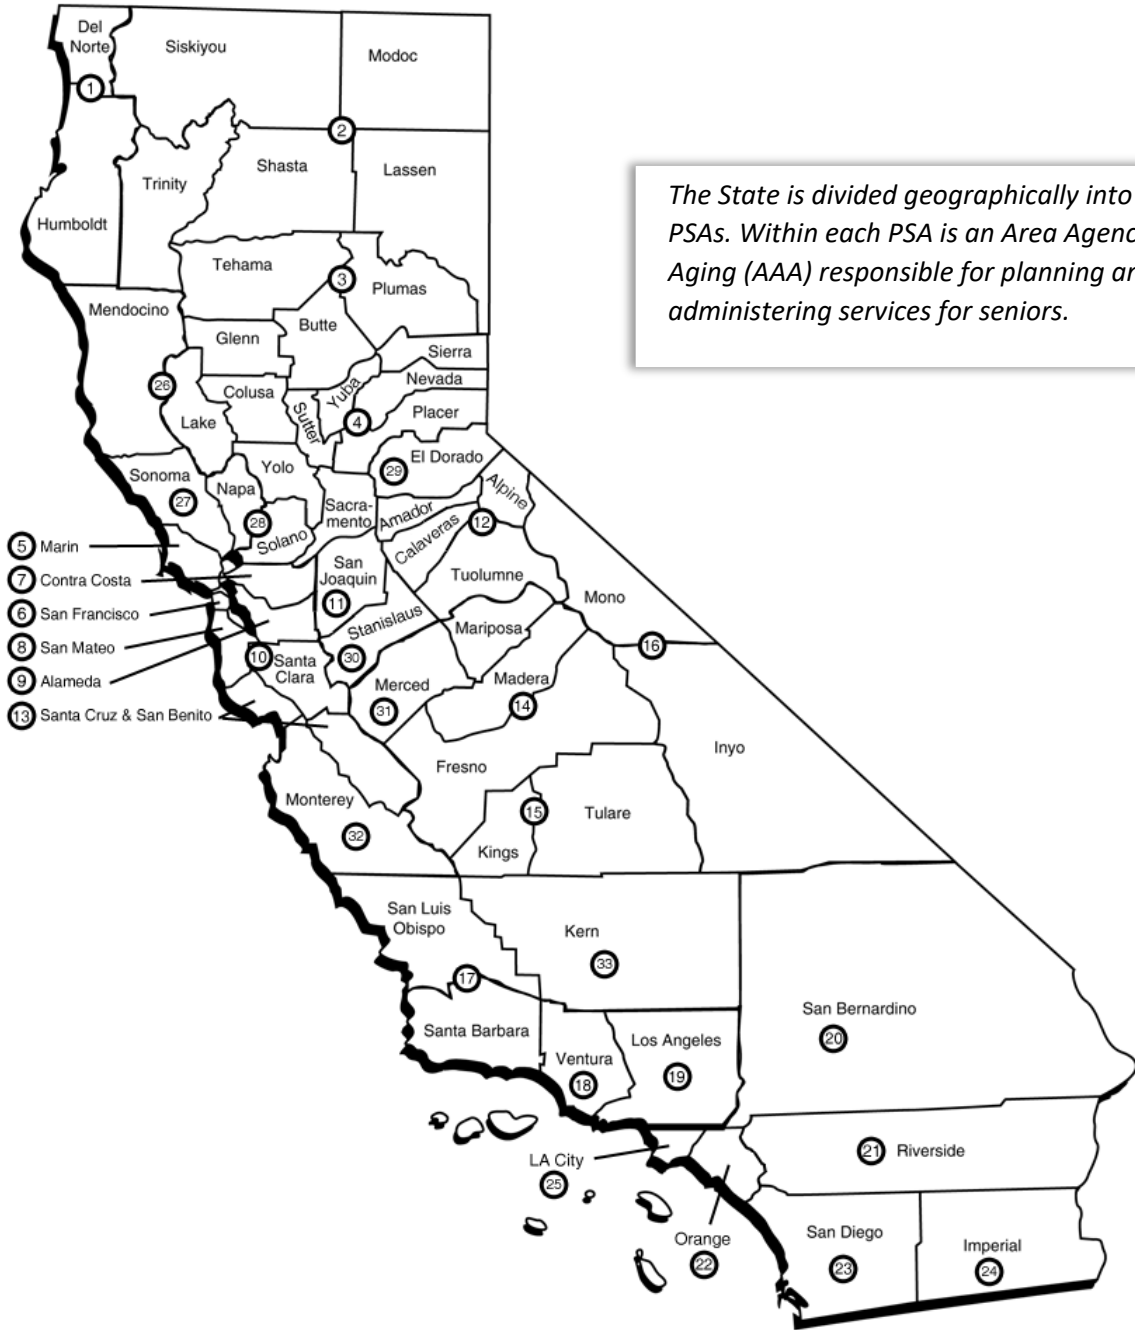 Del
Norte
Siskiyou
Modoc
1
2
Shasta
Lassen
Trinity
Humboldt
The State is divided geographically into
PSAs. Within each PSA is an Area Agenc
Aging (AAA) responsible for planning ar
administering services for seniors.
Tehama
3
Plumas
Mendocino
Butte
Glenn
Sierra
Nevada
26
Colusa
Yuba
Sutter
Placer
Lake
4
El Dorado
Yolo
29
Sonoma
Napa
Alpine
27
Sacra-
mento
Amador
28
12
Solano
Calaveras
5 Marin
San
Joaquin
Tuolumne
7 Contra Costa
11
Mono
6 San Francisco
Stanislaus
Mariposa
8 San Mateo
16
10
30
Santa
Clara
9 Alameda
Merced
Madera
31
14
13 Santa Cruz & San Benito
Inyo
Fresno
Monterey
15
Tulare
32
Kings
San Luis
Obispo
Kern
33
17
San Bernardino
Santa Barbara
20
Los Angeles
Ventura
19
18
LA City
25
21 Riverside
Orange
22
San Diego
23
Imperial
24